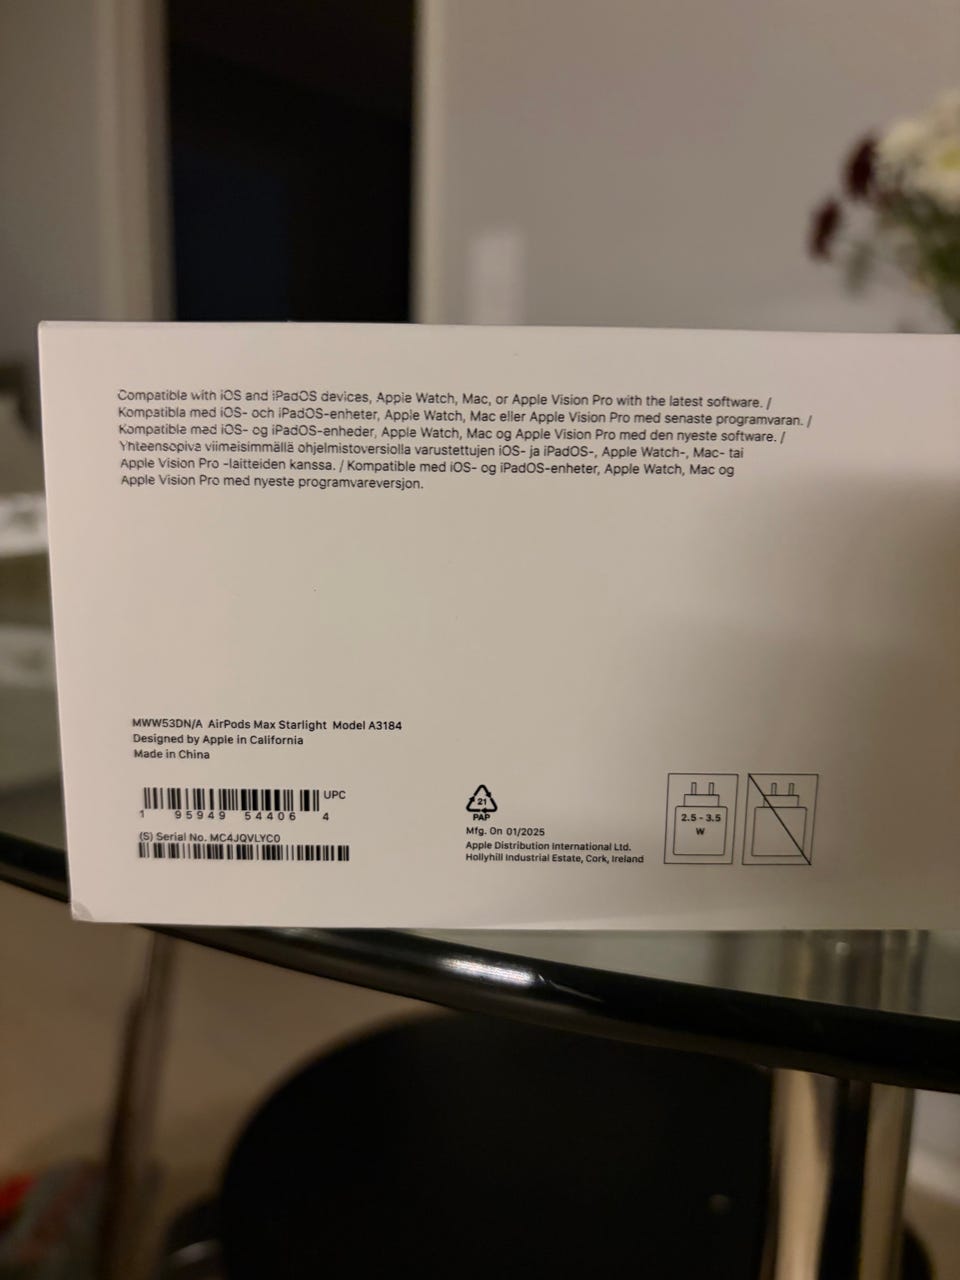 Compatible with iOS and iPadOS devices, Apple Watch, Mac, or Apple Vision Pro with the latest software. /
Kompatibla med iOS- och iPadOS-enheter, Apple Watch, Mac eller Apple Vision Pro med senaste programvaran. /
Kompatible med iOS- og iPadOS-enheder, Apple Watch, Mac og Apple Vision Pro med den nyeste software. /
Yhteensopiva viimeisimmällä ohjelmistoversiolla varustettujen iOS- ja iPadOS-, Apple Watch-, Mac- tai
Apple Vision Pro -laitteiden kanssa. / Kompatible med iOS- og iPadOS-enheter, Apple Watch, Mac og
Apple Vision Pro med nyeste programvareversjon.
MWW53DN/A AirPods Max Starlight Model A3184
Designed by Apple in California
Made in China
UPC
1 95949 54406 4
(S) Serial No. MC4JQVLYC0
21
PAP
Mfg. On 01/2025
Apple Distribution International Ltd.
Hollyhill Industrial Estate, Cork, Ireland
2.5 - 3.5
W